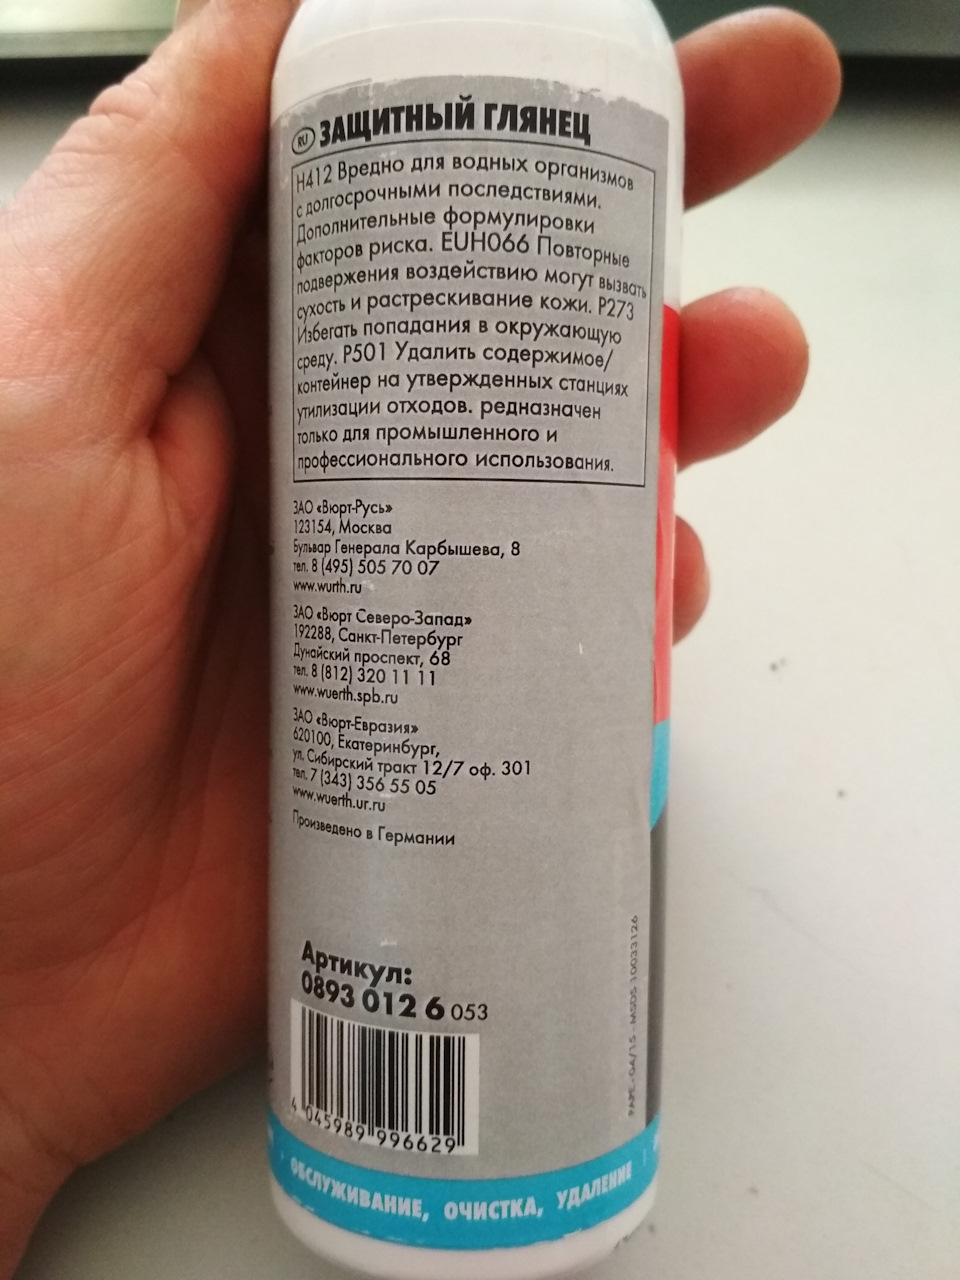 RU ЗАЩИТНЫЙ ГЛЯНЕЦ
H412 Вредно для водных организмов
с долгосрочными последствиями.
Дополнительные формулировки
факторов риска. EUH066 Повторные
подвержения воздействию могут вызвать
сухость и растрескивание кожи. P273
Избегать попадания в окружающую
среду. P501 Удалить содержимое/
контейнер на утвержденных станциях
утилизации отходов. редназначен
только для промышленного и
профессионального использования.
ЗАО «Вюрт-Русь»
123154, Москва
Бульвар Генерала Карбышева, 8
тел. 8 (495) 505 70 07
www.wurth.ru
ЗАО «Вюрт Северо-Запад»
192288, Санкт-Петербург
Дунайский проспект, 68
тел. 8 (812) 320 11 11
www.wuerth.spb.ru
ЗАО «Вюрт-Евразия»
620100, Екатеринбург,
ул. Сибирский тракт 12/7 оф. 301
тел. 7 (343) 356 55 05
www.wuerth.ur.ru
Произведено в Германии
Артикул:
0893 012 6 053
4 045989 996629
PAPE-04/15 - MSDS 10033126
ОБСЛУЖИВАНИЕ, ОЧИСТКА, УДАЛЕНИЕ